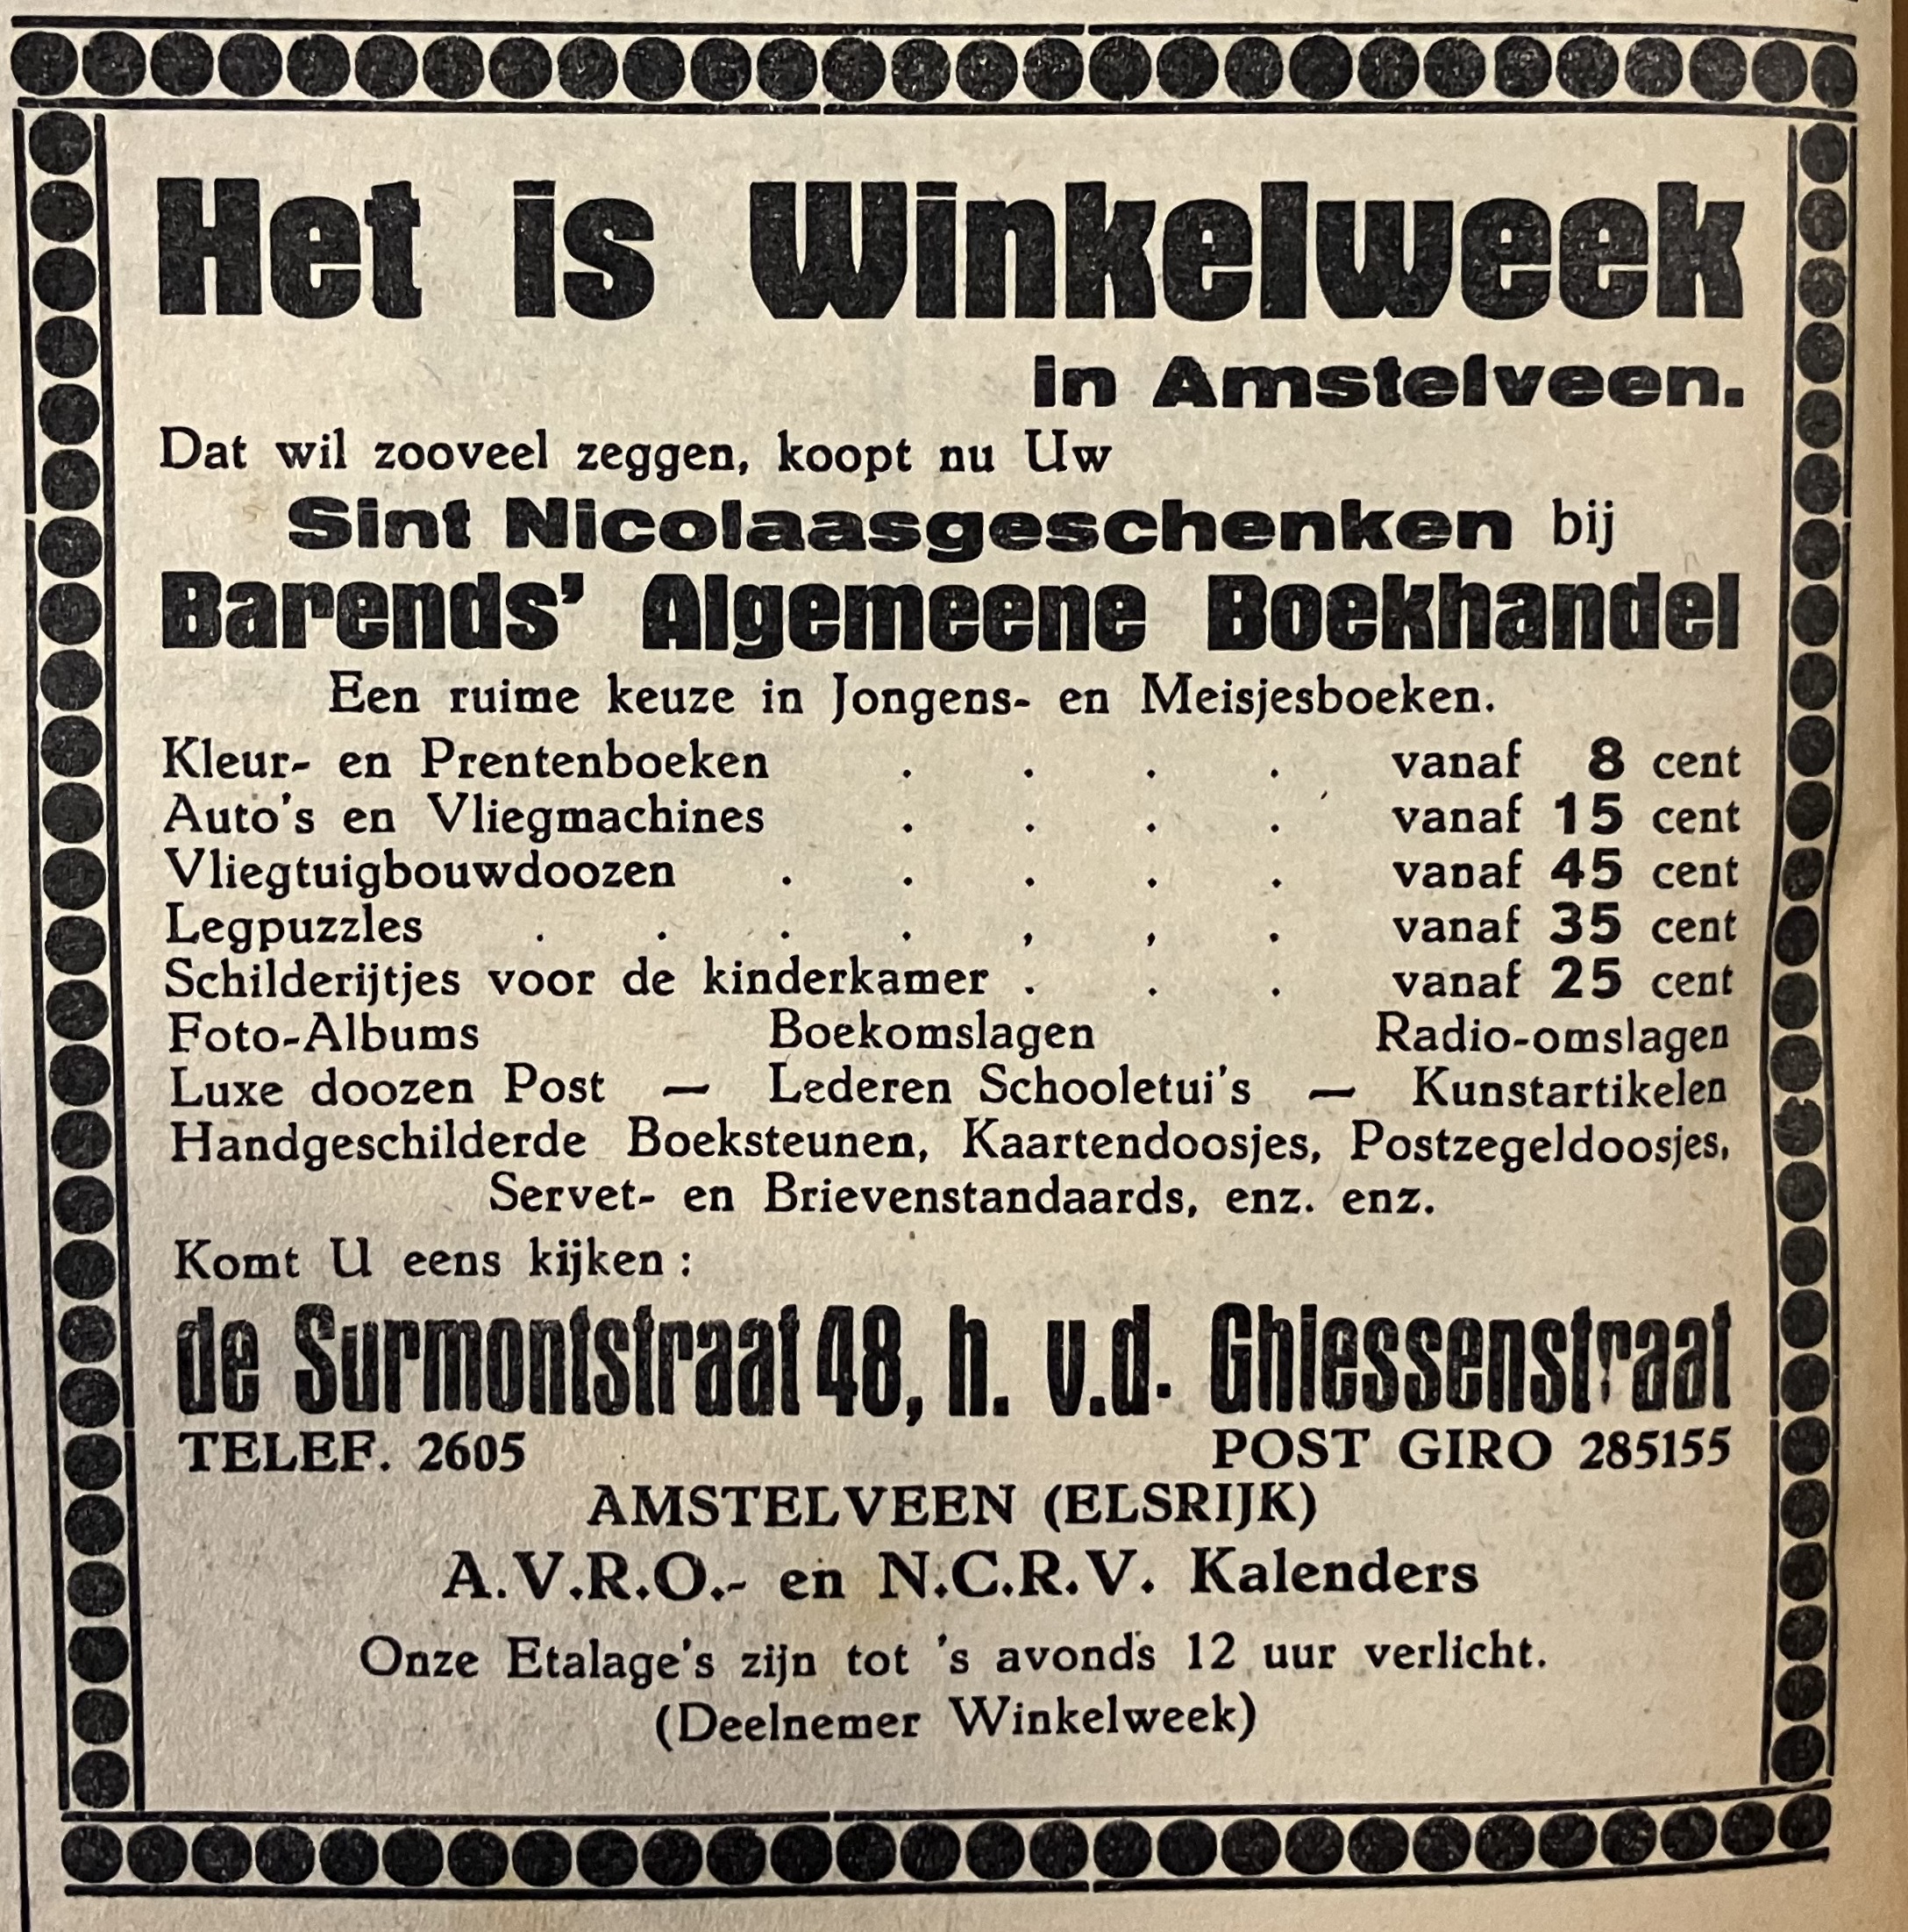 Het is Winkelweek
in Amstelveen.
Dat wil zooveel zeggen, koopt nu Uw
Sint Nicolaasgeschenken bij
Barends' Algemeene Boekhandel
Een ruime keuze in Jongens- en Meisjesboeken.
Kleur- en Prentenboeken . . . . vanaf 8 cent
Auto's en Vliegmachines . . . . vanaf 15 cent
Vliegtuigbouwdoozen . . . . . vanaf 45 cent
Legpuzzles . . . . , , . vanaf 35 cent
Schilderijtjes voor de kinderkamer . . . vanaf 25 cent
Foto-Albums Boekomslagen Radio-omslagen
Luxe doozen Post — Lederen Schooletui's — Kunstartikelen
Handgeschilderde Boeksteunen, Kaartendoosjes, Postzegeldoosjes,
Servet- en Brievenstandaards, enz. enz.
Komt U eens kijken :
de Surmontstraat 48, h. v.d. Ghiessenstraat
TELEF. 2605 POST GIRO 285155
AMSTELVEEN (ELSRIJK)
A.V.R.O.- en N.C.R.V. Kalenders
Onze Etalage's zijn tot 's avonds 12 uur verlicht.
(Deelnemer Winkelweek)